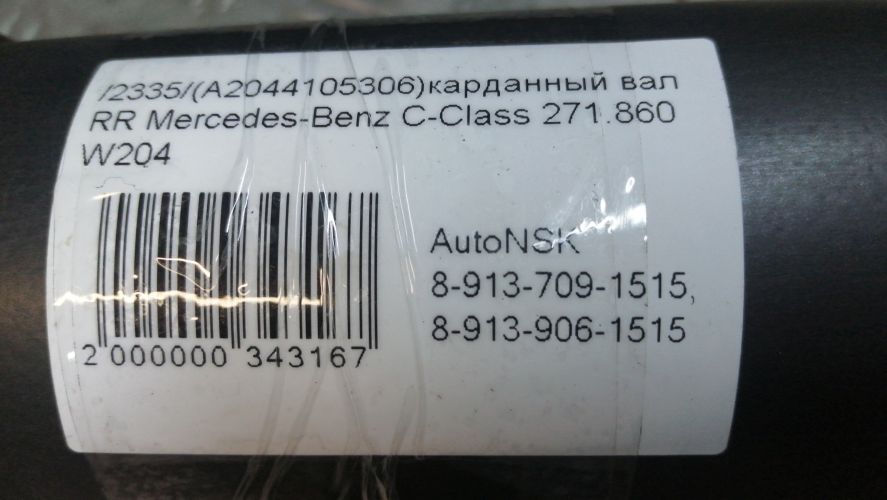 /2335/(A2044105306)карданный вал
RR Mercedes-Benz C-Class 271.860
W204
AutoNSK
8-913-709-1515,
8-913-906-1515
2 000000 343167